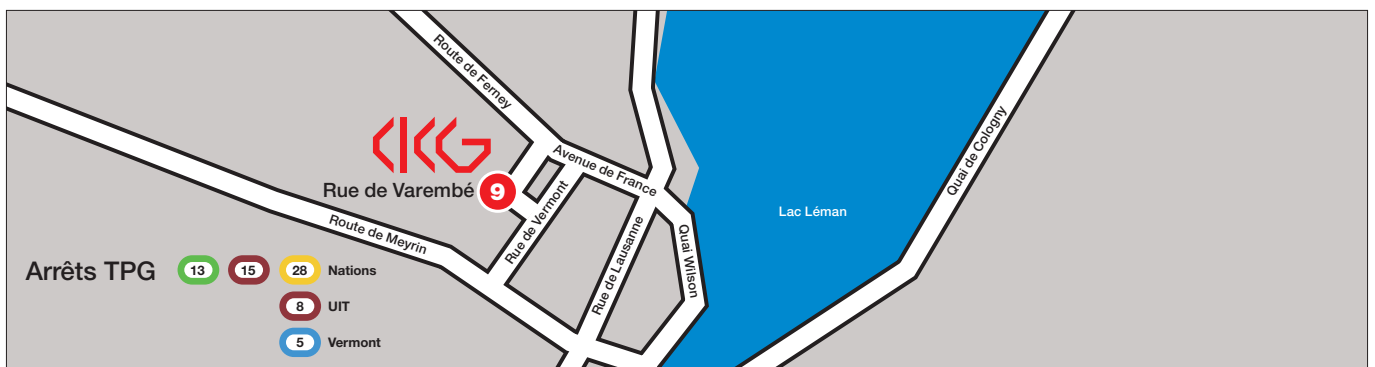 Route de Ferney
CICG
Avenue de France
Rue de Varembé 9
Rue de Vermont
Route de Meyrin
Rue de Lausanne
Quai Wilson
Lac Léman
Quai de Cologny
Arrêts TPG 13 15 28 Nations
8 UIT
5 Vermont